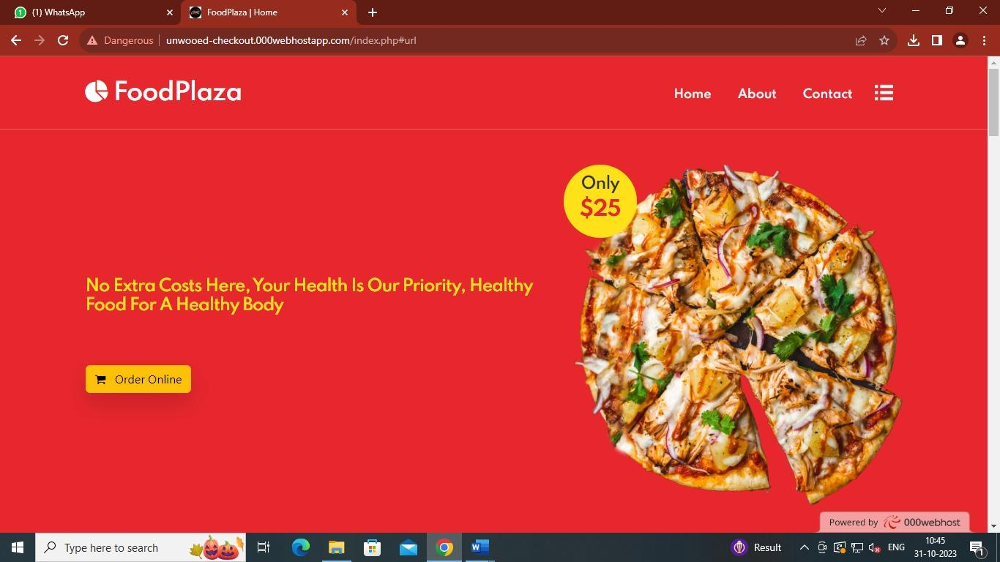 (1) WhatsApp
FoodPlaza | Home
Dangerous
unwooed-checkout.000webhostapp.com/index.php#url
FoodPlaza
Home
About
Contact
Only
$25
No Extra Costs Here, Your Health Is Our Priority, Healthy
Food For A Healthy Body
Order Online
Powered by 000webhost
Type here to search
W
Result
ENG
10:45
31-10-2023
1